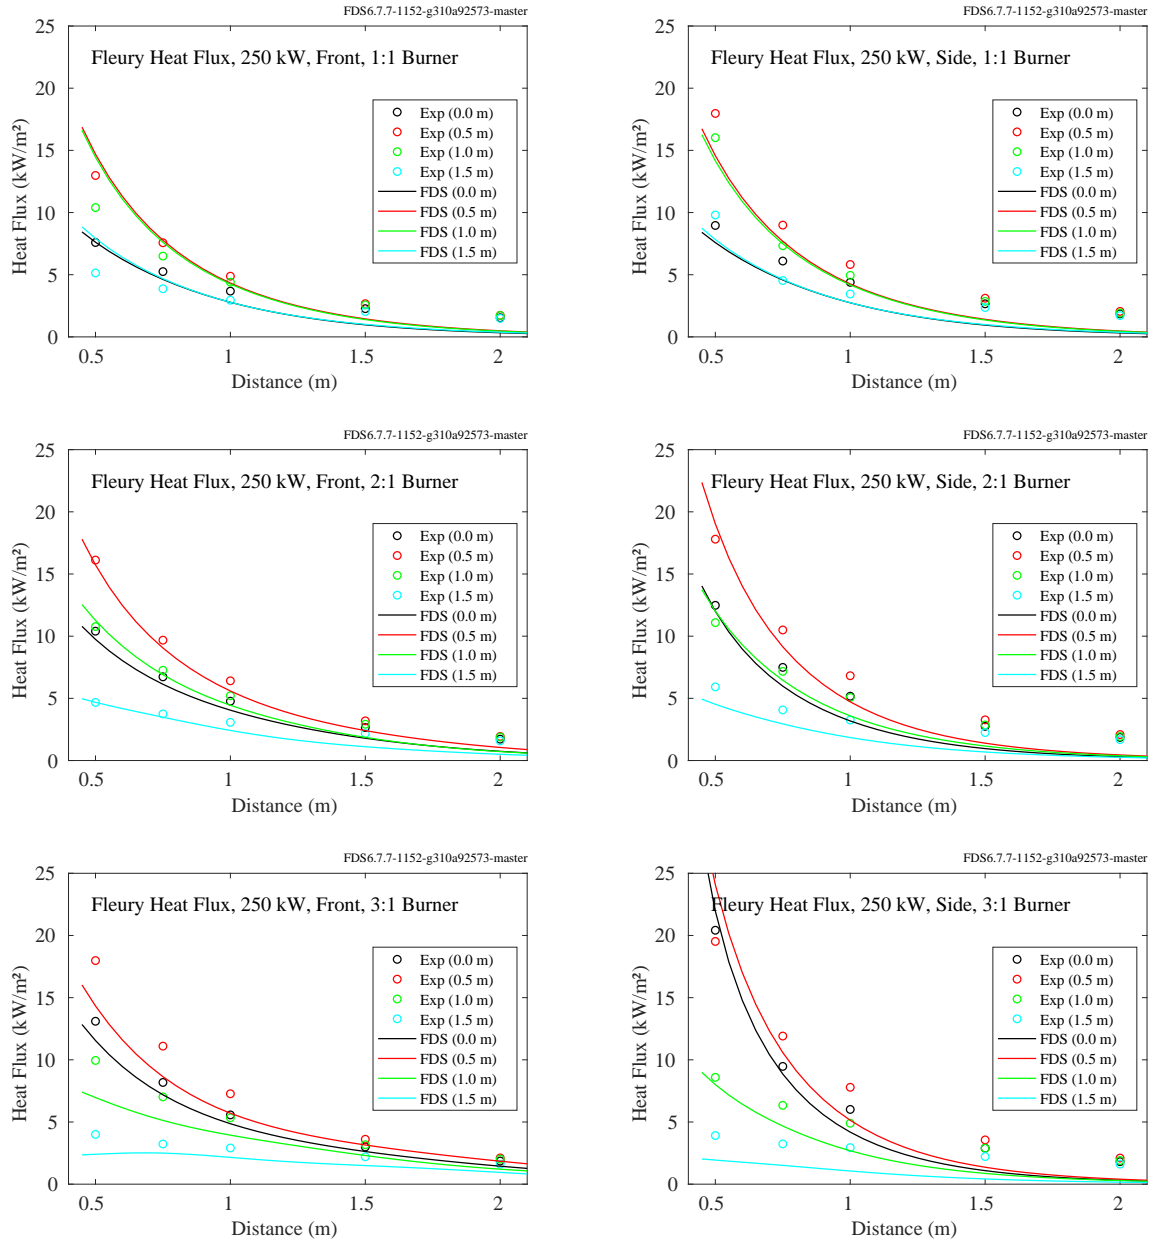 FDS6.7.7-1152-g310a92573-master
Fleury Heat Flux, 250 kW, Front, 1:1 Burner
25
20
15
10
5
0
Heat Flux (kW/m²)
Exp (0.0 m)
Exp (0.5 m)
Exp (1.0 m)
Exp (1.5 m)
FDS (0.0 m)
FDS (0.5 m)
FDS (1.0 m)
FDS (1.5 m)
0.5 1 1.5 2
Distance (m)
FDS6.7.7-1152-g310a92573-master
Fleury Heat Flux, 250 kW, Side, 1:1 Burner
25
20
15
10
5
0
Heat Flux (kW/m²)
Exp (0.0 m)
Exp (0.5 m)
Exp (1.0 m)
Exp (1.5 m)
FDS (0.0 m)
FDS (0.5 m)
FDS (1.0 m)
FDS (1.5 m)
0.5 1 1.5 2
Distance (m)
FDS6.7.7-1152-g310a92573-master
Fleury Heat Flux, 250 kW, Front, 2:1 Burner
25
20
15
10
5
0
Heat Flux (kW/m²)
Exp (0.0 m)
Exp (0.5 m)
Exp (1.0 m)
Exp (1.5 m)
FDS (0.0 m)
FDS (0.5 m)
FDS (1.0 m)
FDS (1.5 m)
0.5 1 1.5 2
Distance (m)
FDS6.7.7-1152-g310a92573-master
Fleury Heat Flux, 250 kW, Side, 2:1 Burner
25
20
15
10
5
0
Heat Flux (kW/m²)
Exp (0.0 m)
Exp (0.5 m)
Exp (1.0 m)
Exp (1.5 m)
FDS (0.0 m)
FDS (0.5 m)
FDS (1.0 m)
FDS (1.5 m)
0.5 1 1.5 2
Distance (m)
FDS6.7.7-1152-g310a92573-master
Fleury Heat Flux, 250 kW, Front, 3:1 Burner
25
20
15
10
5
0
Heat Flux (kW/m²)
Exp (0.0 m)
Exp (0.5 m)
Exp (1.0 m)
Exp (1.5 m)
FDS (0.0 m)
FDS (0.5 m)
FDS (1.0 m)
FDS (1.5 m)
0.5 1 1.5 2
Distance (m)
FDS6.7.7-1152-g310a92573-master
Fleury Heat Flux, 250 kW, Side, 3:1 Burner
25
20
15
10
5
0
Heat Flux (kW/m²)
Exp (0.0 m)
Exp (0.5 m)
Exp (1.0 m)
Exp (1.5 m)
FDS (0.0 m)
FDS (0.5 m)
FDS (1.0 m)
FDS (1.5 m)
0.5 1 1.5 2
Distance (m)